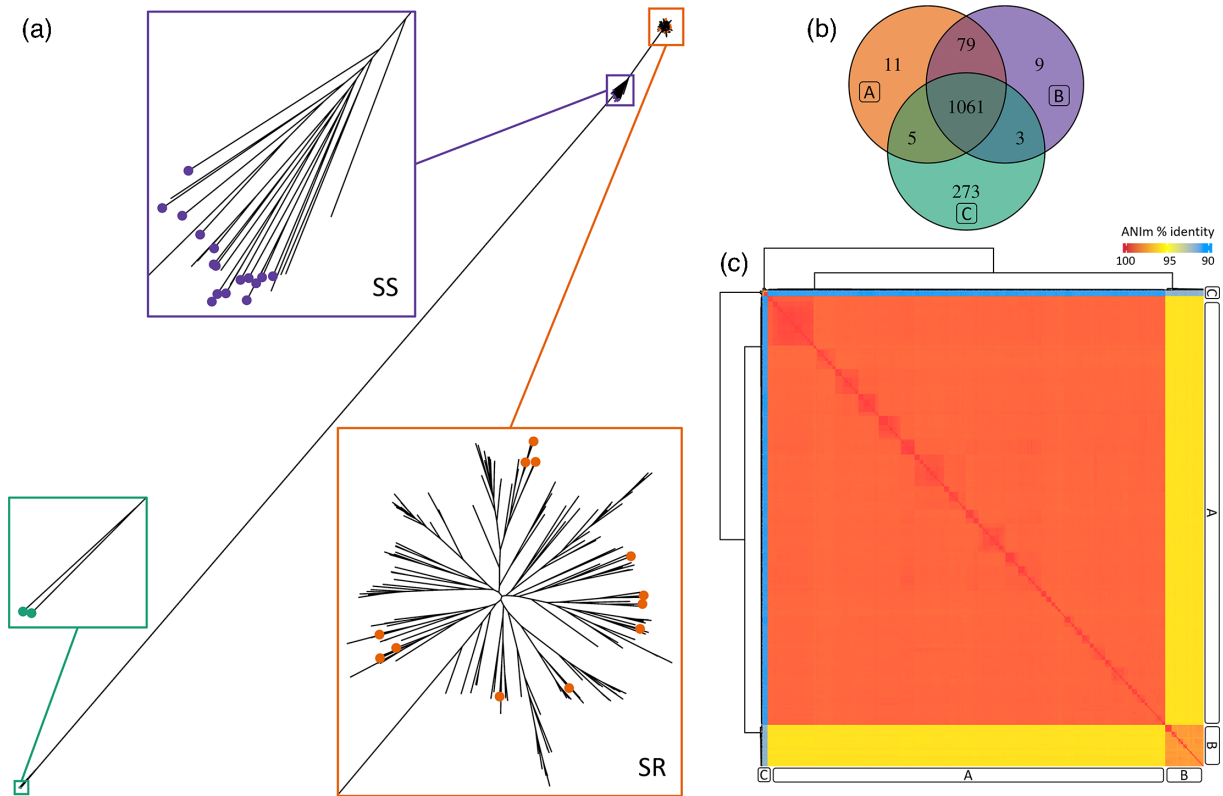 (a)
SS
SR
(b)
79
11
9
A
B
1061
5
3
273
C
ANIm % identity
100 95 90
(c)
C
A
B
C A B